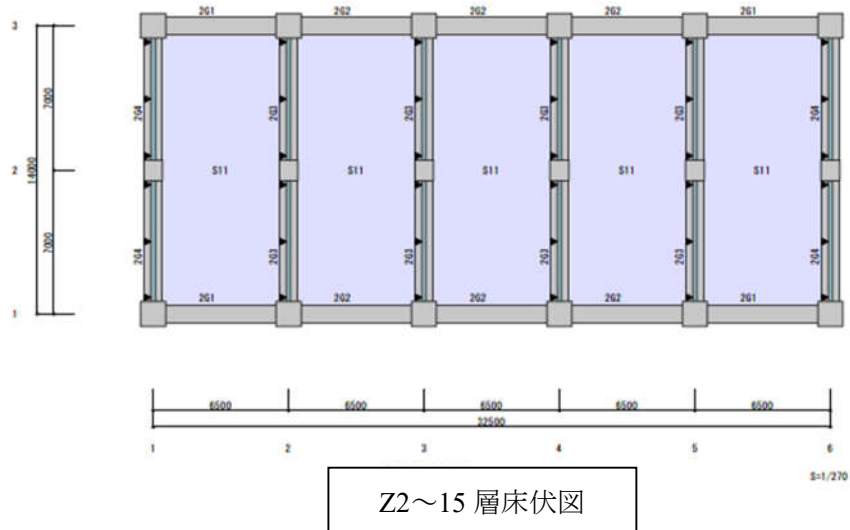 3
2G1 2G2 2G2 2G2 2G1
7000
2G4 2G3 2G3 2G3 2G3 2G4
2
14000
S11 S11 S11 S11 S11
7000
2G4 2G3 2G3 2G3 2G3 2G4
2G1 2G2 2G2 2G2 2G1
1
6500 6500 6500 6500 6500
32500
1 2 3 4 5 6
S=1/270
Z2～15 層床伏図